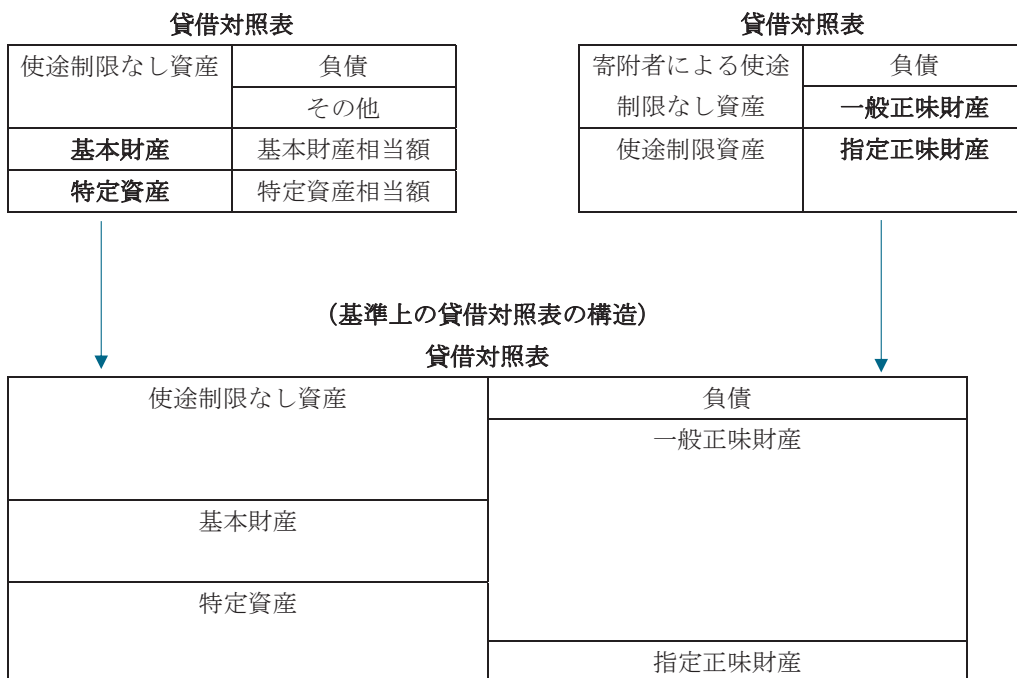 貸借対照表
使途制限なし資産
負債
その他
基本財産
基本財産相当額
特定資産
特定資産相当額
貸借対照表
寄附者による使途
制限なし資産
負債
一般正味財産
使途制限資産
指定正味財産
(基準上の貸借対照表の構造)
貸借対照表
使途制限なし資産
負債
一般正味財産
基本財産
特定資産
指定正味財産